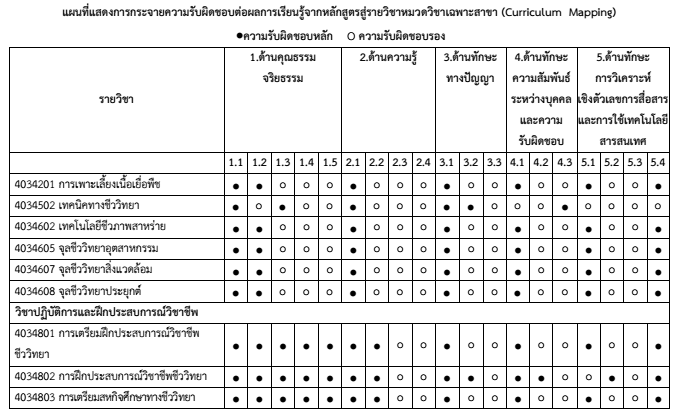 แผนที่แสดงการกระจายความรับผิดชอบต่อผลการเรียนรู้จากหลักสูตรสู่รายวิชาหมวดวิชาเฉพาะสาขา (Curriculum Mapping)
●ความรับผิดชอบหลัก ○ ความรับผิดชอบรอง
รายวิชา 1.ด้านคุณธรรม จริยธรรม 2.ด้านความรู้ 3.ด้านทักษะ ทางปัญญา 4.ด้านทักษะ ความสัมพันธ์ ระหว่างบุคคล และความ รับผิดชอบ 5.ด้านทักษะ การวิเคราะห์ เชิงตัวเลขการสื่อสาร และการใช้เทคโนโลยี สารสนเทศ
1.1 1.2 1.3 1.4 1.5 2.1 2.2 2.3 2.4 3.1 3.2 3.3 4.1 4.2 4.3 5.1 5.2 5.3 5.4
4034201 การเพาะเลี้ยงเนื้อเยื่อพืช ● ● ○ ○ ○ ● ○ ○ ○ ● ○ ○ ● ○ ○ ● ○ ○ ●
4034502 เทคนิคทางชีววิทยา ● ○ ● ○ ○ ● ○ ○ ○ ● ● ○ ○ ○ ● ○ ○ ○ ○
4034602 เทคโนโลยีชีวภาพสาหร่าย ● ● ○ ○ ○ ● ○ ○ ○ ● ○ ○ ● ○ ○ ● ○ ○ ●
4034605 จุลชีววิทยาอุตสาหกรรม ● ● ○ ○ ○ ● ○ ○ ○ ● ○ ○ ● ○ ○ ● ○ ○ ●
4034607 จุลชีววิทยาสิ่งแวดล้อม ● ● ○ ○ ○ ● ○ ○ ○ ● ○ ○ ● ○ ○ ● ○ ○ ●
4034608 จุลชีววิทยาประยุกต์ ● ● ○ ○ ○ ● ○ ○ ○ ● ○ ○ ● ○ ○ ● ○ ○ ●
วิชาปฏิบัติการและฝึกประสบการณ์วิชาชีพ
4034801 การเตรียมฝึกประสบการณ์วิชาชีพ
ชีววิทยา ● ● ● ● ● ● ● ○ ○ ● ○ ○ ● ○ ○ ● ○ ○ ●
4034802 การฝึกประสบการณ์วิชาชีพชีววิทยา ● ● ● ● ● ● ○ ○ ○ ● ● ○ ● ● ○ ○ ● ○ ●
4034803 การเตรียมสหกิจศึกษาทางชีววิทยา ● ● ● ● ● ● ● ○ ○ ● ○ ○ ● ○ ○ ● ○ ○ ●